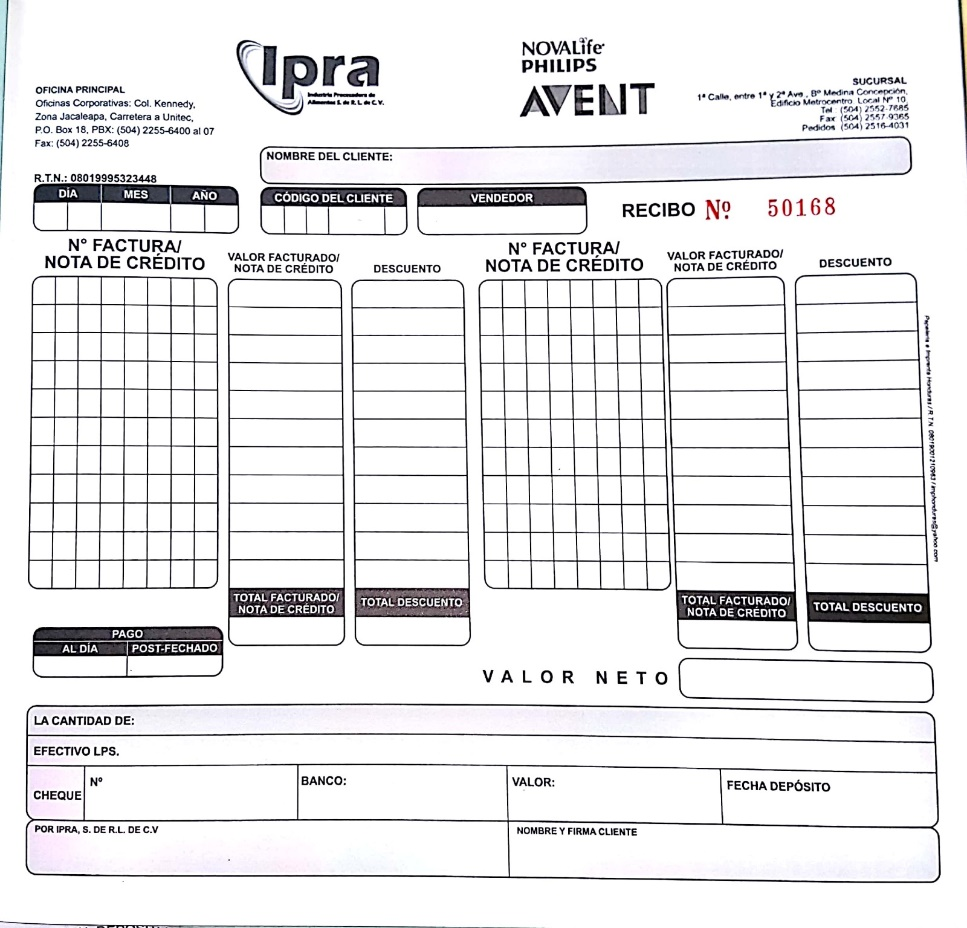 Ipra
Industria Procesadora de
Alimentos S. de R. L. de C. V.
NOVALife
PHILIPS
AVENT
OFICINA PRINCIPAL
Oficinas Corporativas: Col. Kennedy,
Zona Jacaleapa, Carretera a Unitec,
P.O. Box 18, PBX: (504) 2255-6400 al 07
Fax: (504) 2255-6408
SUCURSAL
1ª Calle, entre 1ª y 2ª Ave., Bº Medina Concepción,
Edificio Metrocentro. Local Nº 10,
Tel: (504) 2552-7685
Fax: (504) 2557-9365
Pedidos (504) 2516-4031
NOMBRE DEL CLIENTE:
R.T.N.: 08019995323448
DÍA MES AÑO
CÓDIGO DEL CLIENTE
VENDEDOR
RECIBO Nº 50168
N° FACTURA/
NOTA DE CRÉDITO
VALOR FACTURADO/
NOTA DE CRÉDITO
DESCUENTO
N° FACTURA/
NOTA DE CRÉDITO
VALOR FACTURADO/
NOTA DE CRÉDITO
DESCUENTO
TOTAL FACTURADO/
NOTA DE CRÉDITO
TOTAL DESCUENTO
TOTAL FACTURADO/
NOTA DE CRÉDITO
TOTAL DESCUENTO
Papelería e Imprenta Honduras / R.T.N.
PAGO
AL DÍA POST-FECHADO
VALOR NETO
LA CANTIDAD DE:
EFECTIVO LPS.
CHEQUE
Nº
BANCO:
VALOR:
FECHA DEPÓSITO
POR IPRA, S. DE R.L. DE C.V
NOMBRE Y FIRMA CLIENTE